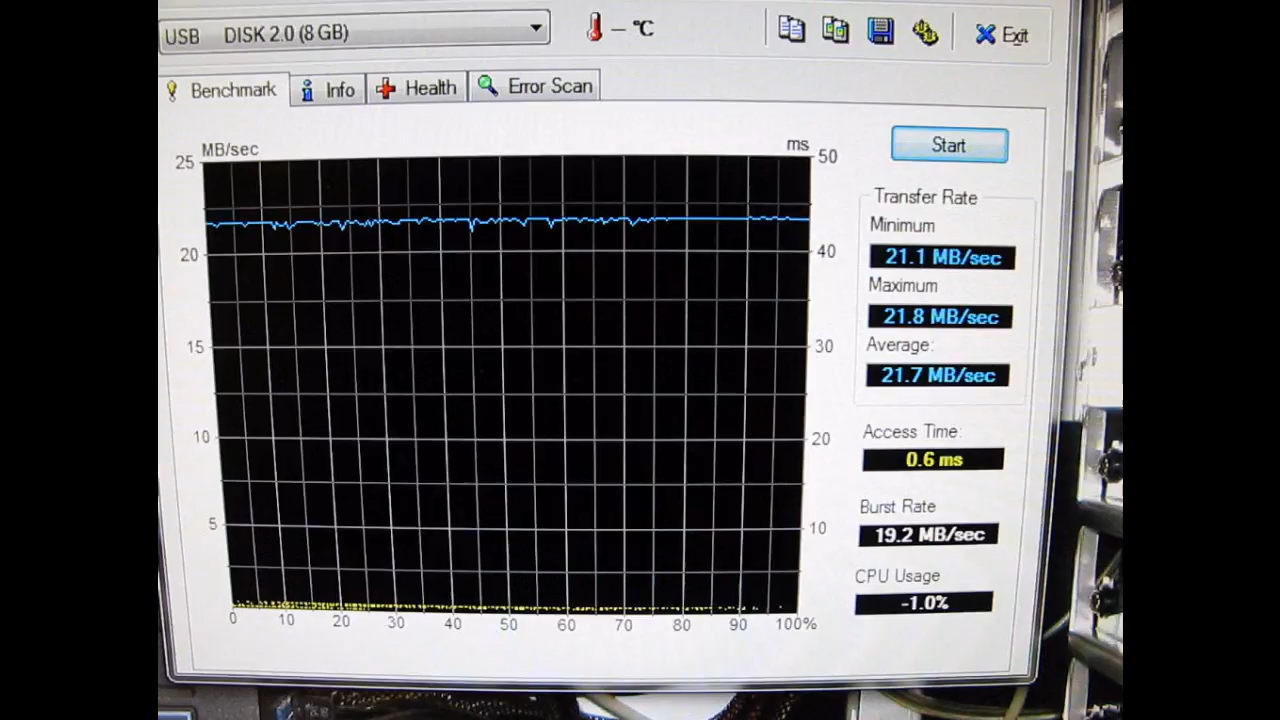 USB DISK 2.0 (8 GB)
– °C
Exit
Benchmark Info Health Error Scan
MB/sec
ms
25
20
15
10
5
50
40
30
20
10
0 10 20 30 40 50 60 70 80 90 100%
Start
Transfer Rate
Minimum
21.1 MB/sec
Maximum
21.8 MB/sec
Average:
21.7 MB/sec
Access Time:
0.6 ms
Burst Rate
19.2 MB/sec
CPU Usage
-1.0%